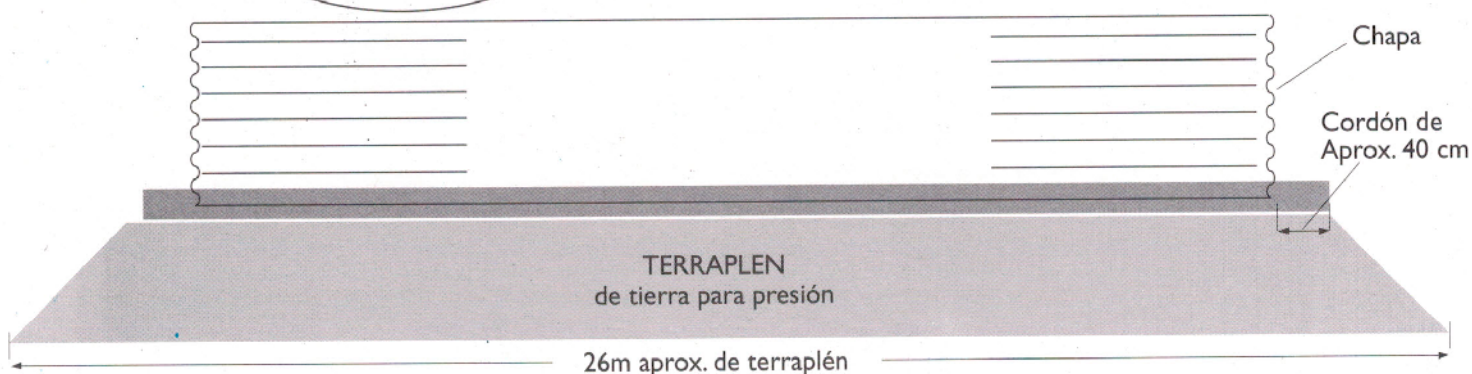 Chapa
Cordón de
Aprox. 40 cm
TERRAPLEN
de tierra para presión
26m aprox. de terraplén